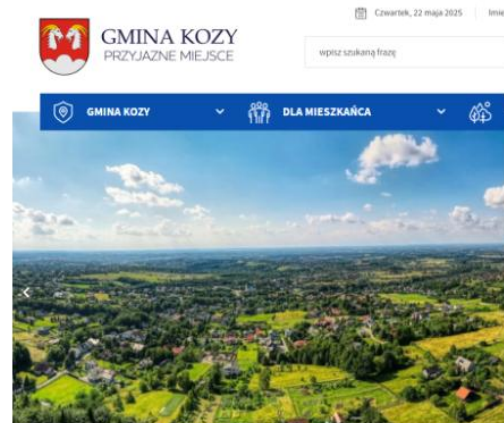 Czwartek, 22 maja 2025
GMINA KOZY
PRZYJAZNE MIEJSCE
wpisz szukaną frazę
GMINA KOZY
DLA MIESZKAŃCA